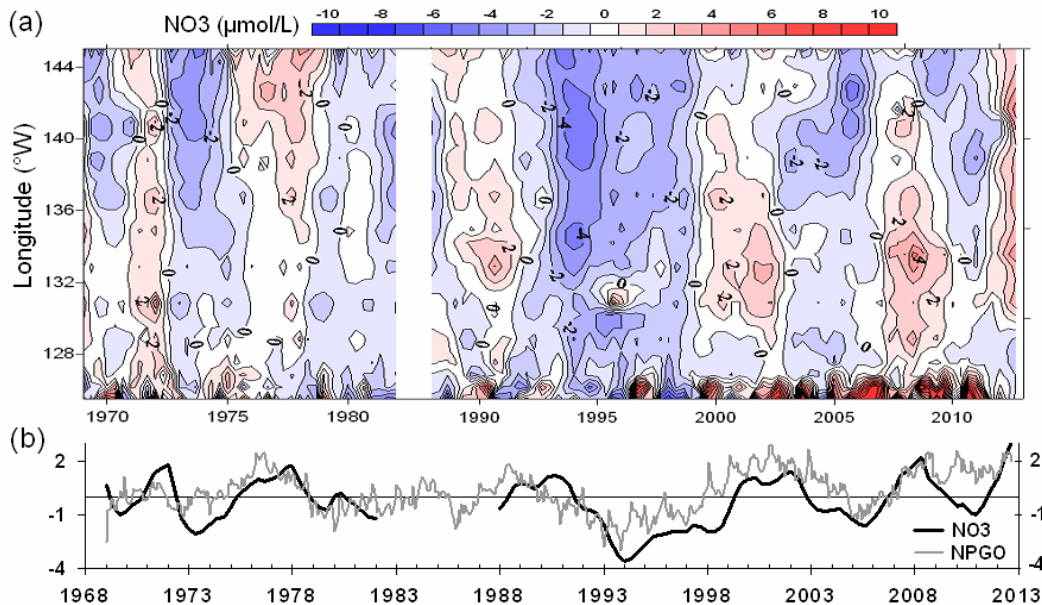 (a) NO3 (µmol/L) -10 -8 -6 -4 -2 0 2 4 6 8 10
Longitude (°W)
144
140
136
132
128
1970 1975 1980 1990 1995 2000 2005 2010
(b)
2 2
-1 -1
-4 -4
NO3
NPGO
1968 1973 1978 1983 1988 1993 1998 2003 2008 2013